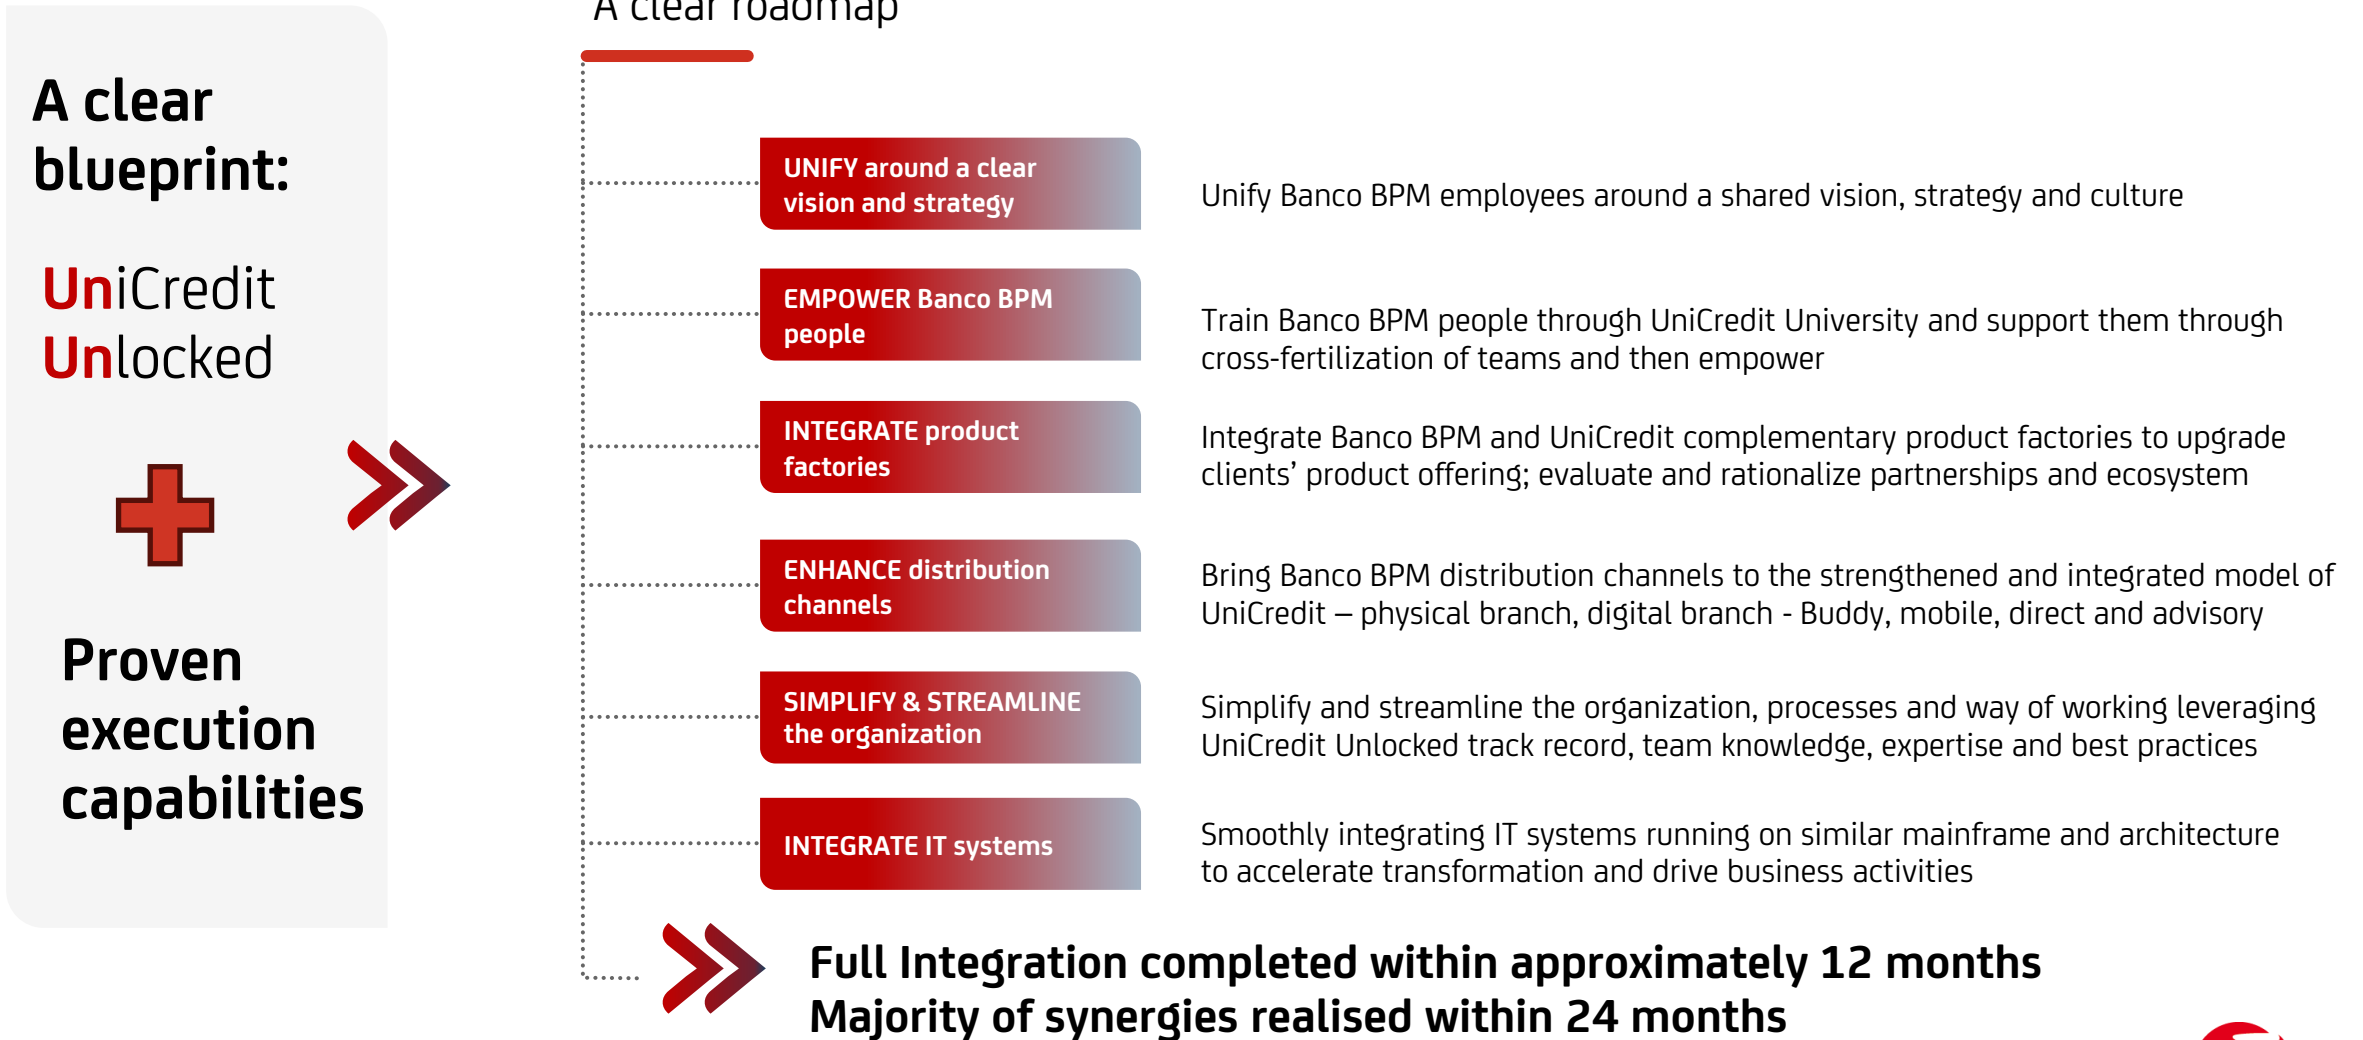 A clear roadmap
A clear
blueprint:
UniCredit
Unlocked
Proven
execution
capabilities
UNIFY around a clear
vision and strategy
Unify Banco BPM employees around a shared vision, strategy and culture
EMPOWER Banco BPM
people
Train Banco BPM people through UniCredit University and support them through
cross-fertilization of teams and then empower
INTEGRATE product
factories
Integrate Banco BPM and UniCredit complementary product factories to upgrade
clients’ product offering; evaluate and rationalize partnerships and ecosystem
ENHANCE distribution
channels
Bring Banco BPM distribution channels to the strengthened and integrated model of
UniCredit – physical branch, digital branch - Buddy, mobile, direct and advisory
SIMPLIFY & STREAMLINE
the organization
Simplify and streamline the organization, processes and way of working leveraging
UniCredit Unlocked track record, team knowledge, expertise and best practices
INTEGRATE IT systems
Smoothly integrating IT systems running on similar mainframe and architecture
to accelerate transformation and drive business activities
Full Integration completed within approximately 12 months
Majority of synergies realised within 24 months